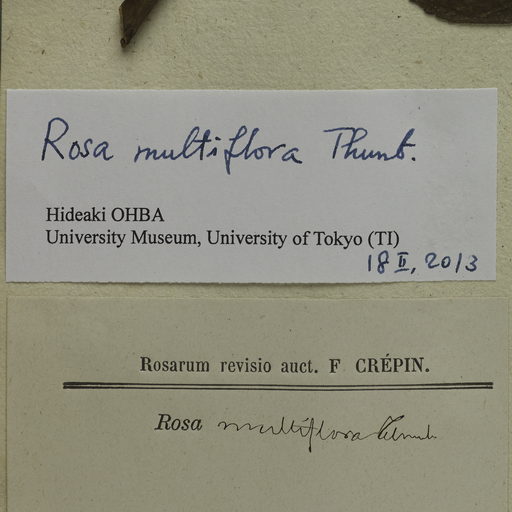 Rosa multiflora Thunb.
Hideaki OHBA
University Museum, University of Tokyo (TI)
18 II, 2013
Rosarum revisio auct. F CRÉPIN.
Rosa multiflora Thunb